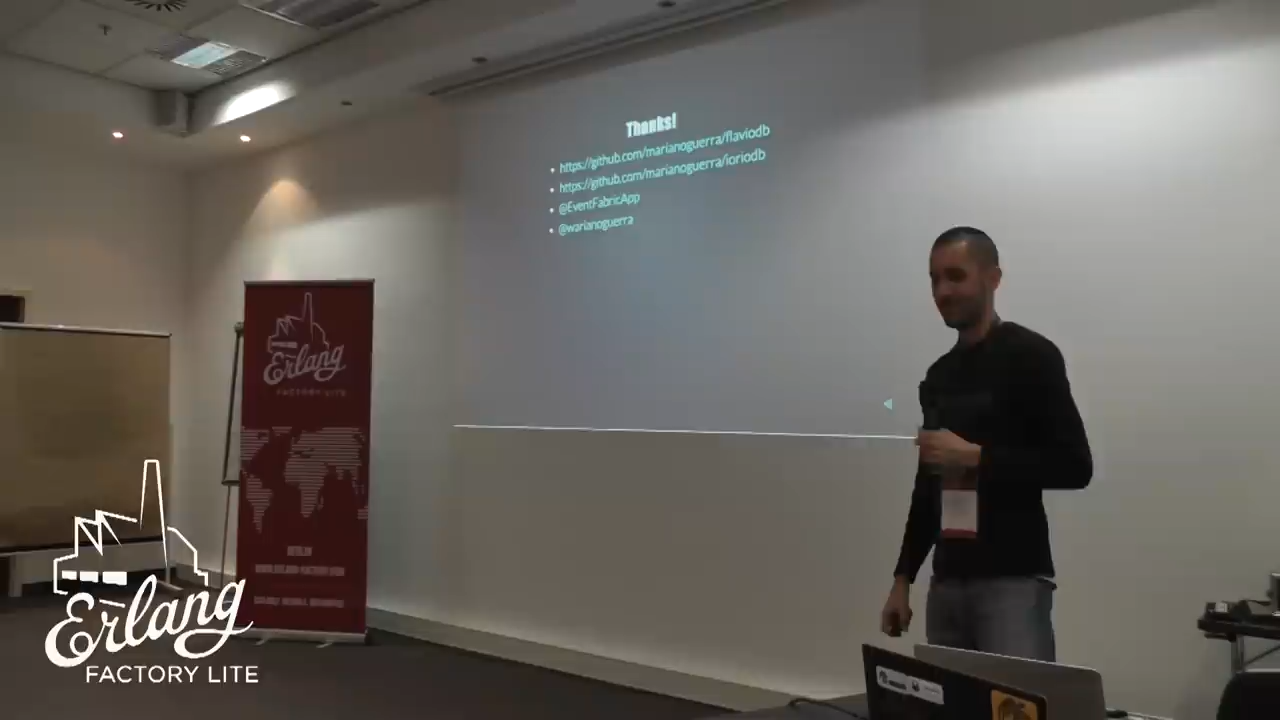 Thanks!
https://github.com/marianoguerra/flaviodb
https://github.com/marianoguerra/ioriodb
@EventFabricApp
@warianoguerra
Erlang
FACTORY LITE
BERLIN
Erlang
FACTORY LITE